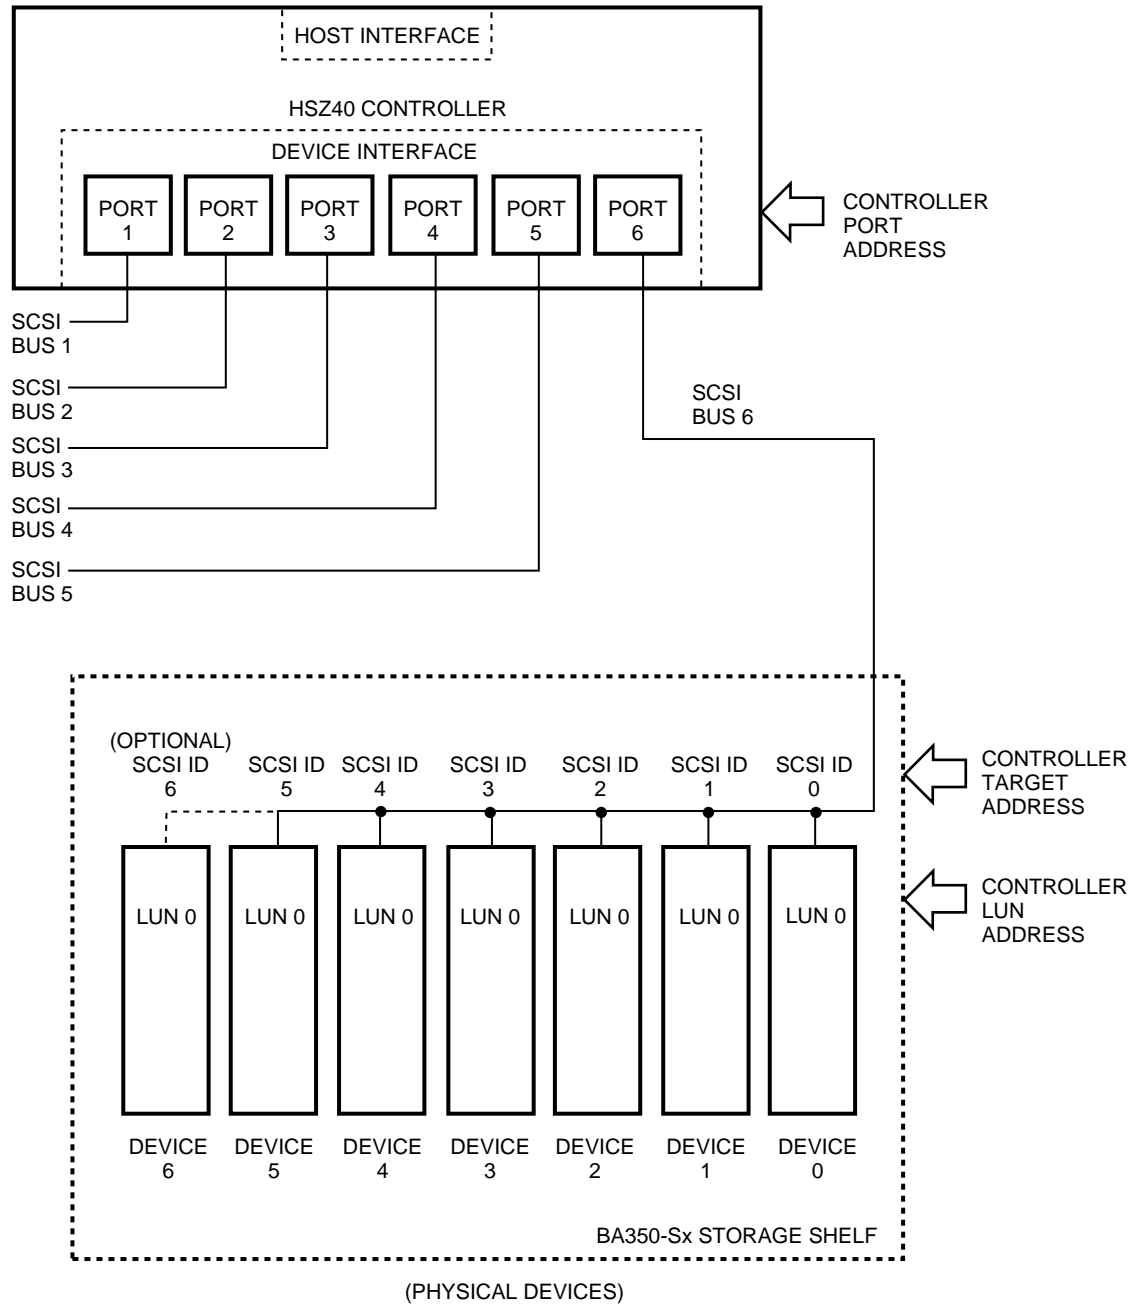 HOST INTERFACE
HSZ40 CONTROLLER
DEVICE INTERFACE
PORT
1
PORT
2
PORT
3
PORT
4
PORT
5
PORT
6
CONTROLLER
PORT
ADDRESS
SCSI
BUS 1
SCSI
BUS 2
SCSI
BUS 3
SCSI
BUS 4
SCSI
BUS 5
SCSI
BUS 6
(OPTIONAL)
SCSI ID
6
SCSI ID
5
SCSI ID
4
SCSI ID
3
SCSI ID
2
SCSI ID
1
SCSI ID
0
CONTROLLER
TARGET
ADDRESS
LUN 0
LUN 0
LUN 0
LUN 0
LUN 0
LUN 0
LUN 0
CONTROLLER
LUN
ADDRESS
DEVICE
6
DEVICE
5
DEVICE
4
DEVICE
3
DEVICE
2
DEVICE
1
DEVICE
0
BA350-Sx STORAGE SHELF
(PHYSICAL DEVICES)